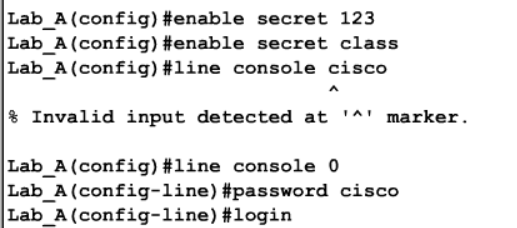 Lab_A(config)#enable secret 123
Lab_A(config)#enable secret class
Lab_A(config)#line console cisco
^
% Invalid input detected at '^' marker.
Lab_A(config)#line console 0
Lab_A(config-line)#password cisco
Lab_A(config-line)#login